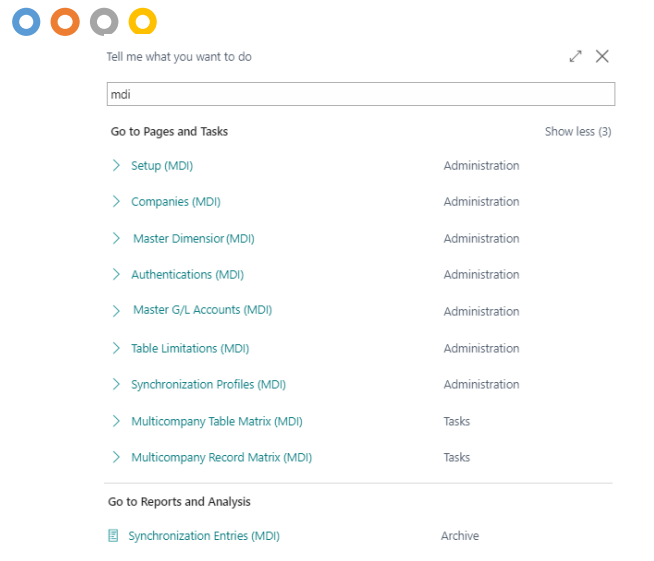 Tell me what you want to do
mdi
Go to Pages and Tasks Show less (3)
Setup (MDI) Administration
Companies (MDI) Administration
Master Dimensior (MDI) Administration
Authentications (MDI) Administration
Master G/L Accounts (MDI) Administration
Table Limitations (MDI) Administration
Synchronization Profiles (MDI) Administration
Multicompany Table Matrix (MDI) Tasks
Multicompany Record Matrix (MDI) Tasks
Go to Reports and Analysis
Synchronization Entries (MDI) Archive